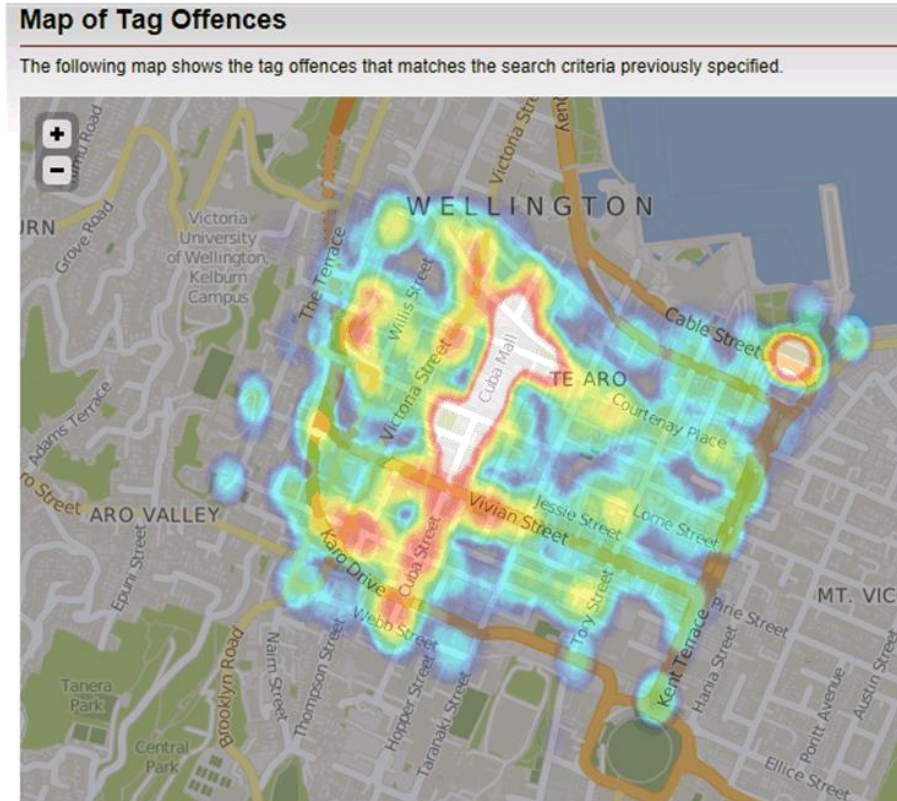 Map of Tag Offences
The following map shows the tag offences that matches the search criteria previously specified.
+
−
Victoria
WELLINGTON
Victoria Street
Grove Road
Victoria
University
of Wellington,
Kelburn
Campus
The Terrace
Willis Street
Cable Street
Cuba Mall
Victoria Street
TE ARO
Courtenay Place
Adams Terrace
ARO VALLEY
Vivian Street
Jessie Street
Lorne Street
Epuni Street
Karo Drive
Cuba Street
Webb Street
Tory Street
Pirie Street
MT. VIC
Kent Terrace
Hania Street
Nairn Street
Thompson Street
Brooklyn Road
Hopper Street
Taranaki Street
Poritt Avenue
Austin Street
Tanera
Park
Central
Park
Ellice Street